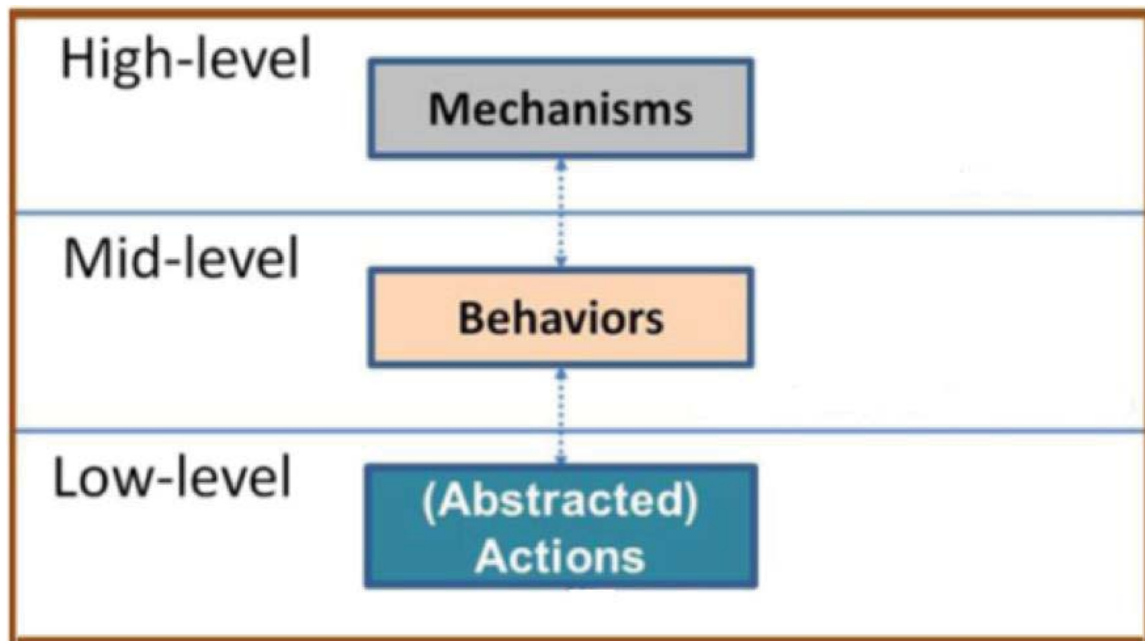 High-level
Mechanisms
Mid-level
Behaviors
Low-level
(Abstracted)
Actions